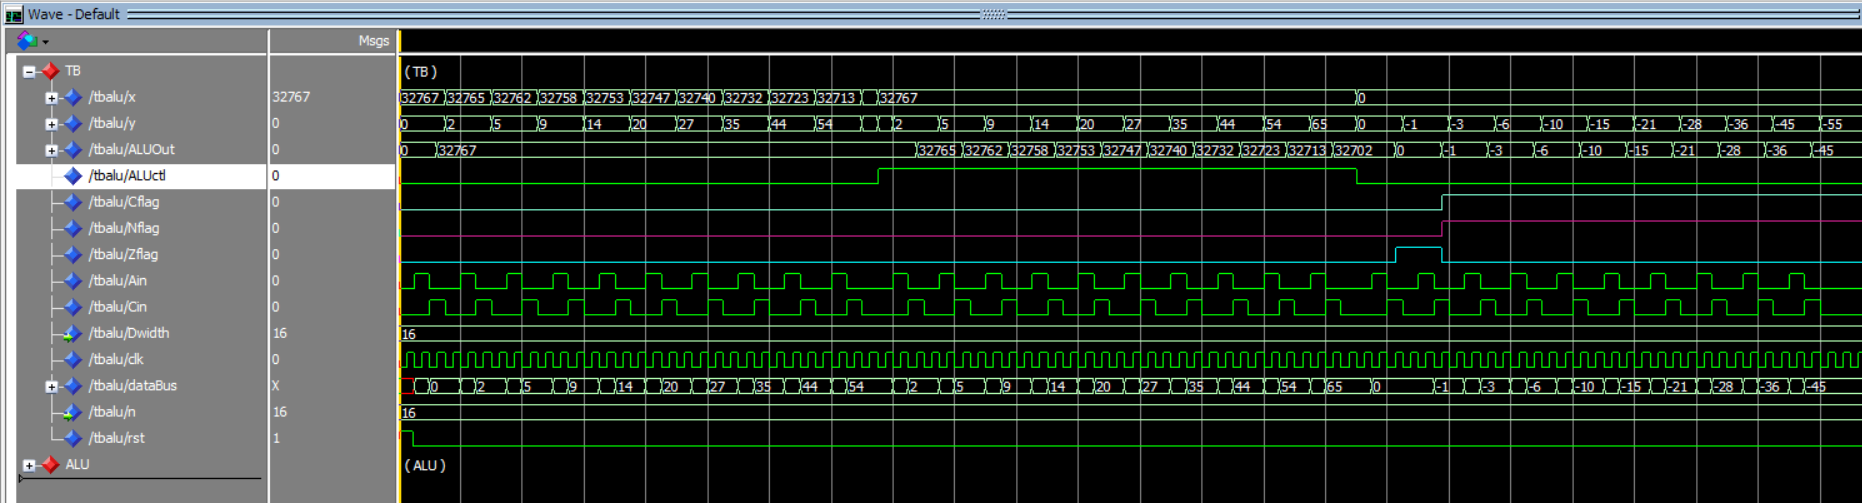 Wave - Default
Msgs
TB
(TB)
/tbalu/x 32767 32767 32765 32762 32758 32753 32747 32740 32732 32723 32713 32767 0
/tbalu/y 0 0 2 5 9 14 20 27 35 44 54 2 5 9 14 20 27 35 44 54 65 0 -1 -3 -6 -10 -15 -21 -28 -36 -45 -55
/tbalu/ALUOut 0 0 32767 32765 32762 32758 32753 32747 32740 32732 32723 32713 32702 0 -1 -3 -6 -10 -15 -21 -28 -36 -45
/tbalu/ALUctl 0
/tbalu/Cflag 0
/tbalu/Nflag 0
/tbalu/Zflag 0
/tbalu/Ain 0
/tbalu/Cin 0
/tbalu/Dwidth 16 16
/tbalu/clk 0
/tbalu/dataBus X 0 2 5 9 14 20 27 35 44 54 2 5 9 14 20 27 35 44 54 65 0 -1 -3 -6 -10 -15 -21 -28 -36 -45
/tbalu/n 16 16
/tbalu/rst 1
ALU (ALU)